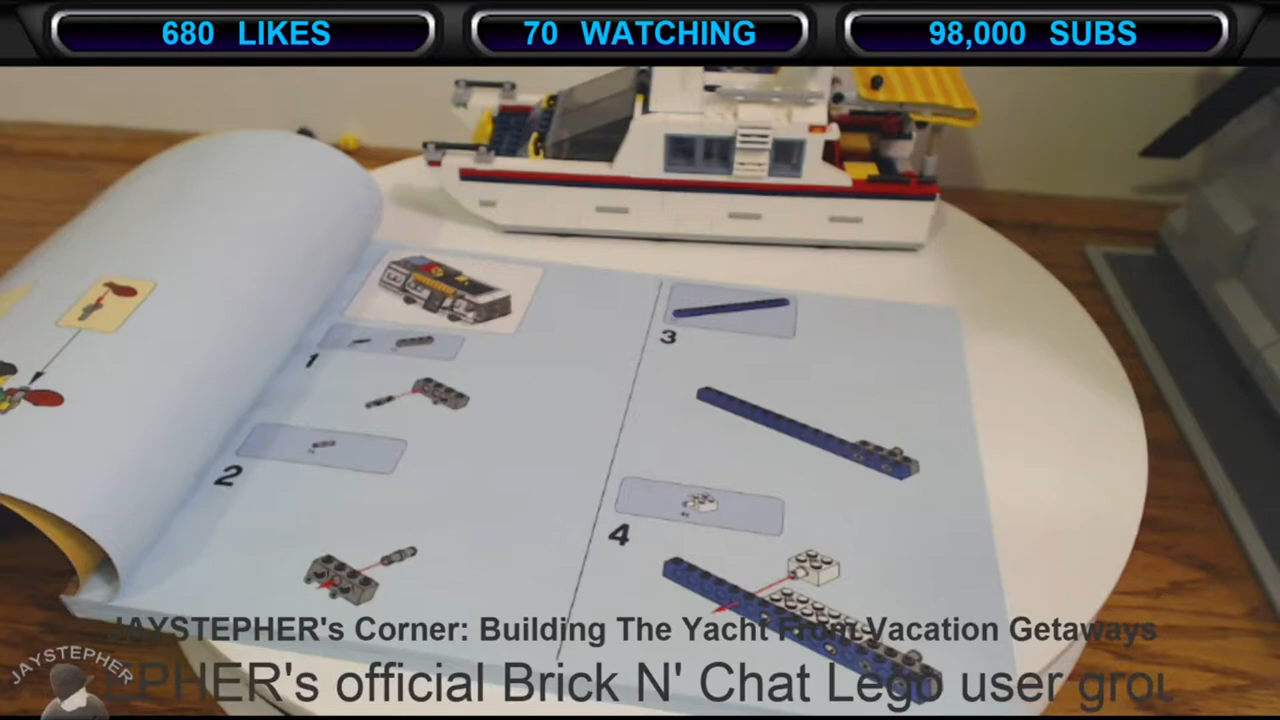 680 LIKES
70 WATCHING
98,000 SUBS
1
2
3
4
JAYSTEPHER's Corner: Building The Yacht From Vacation Getaways
JAYSTEPHER
EPHER's official Brick N' Chat Lego user grou